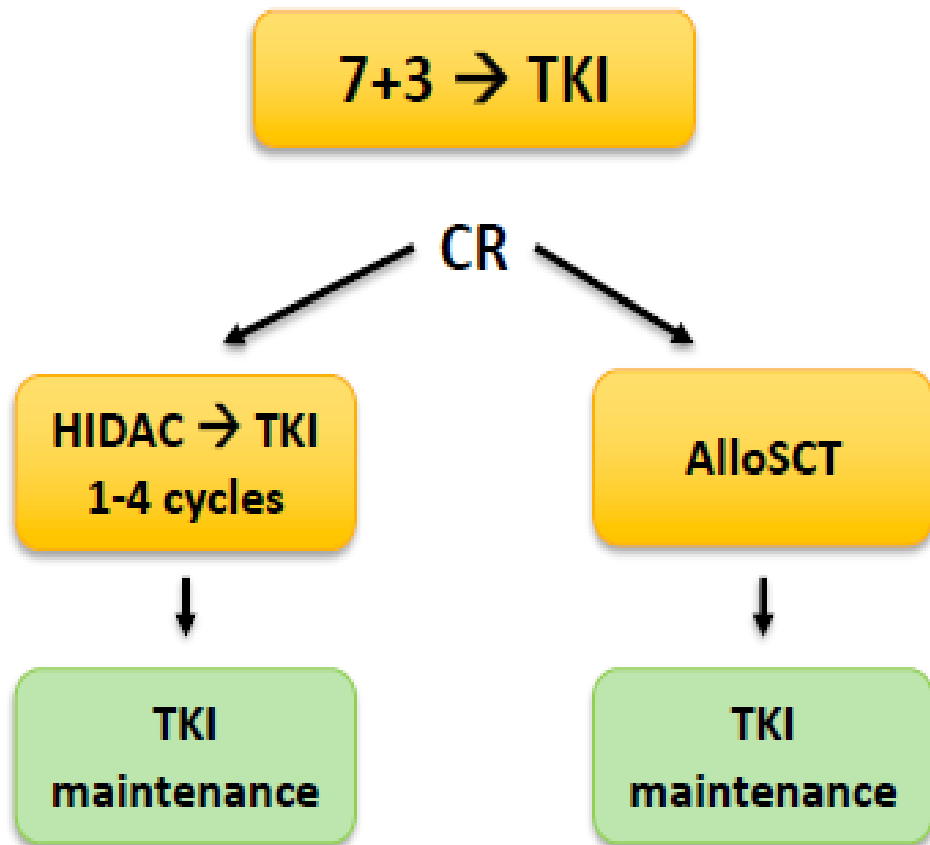 7+3 → TKI
CR
HIDAC → TKI
1-4 cycles
AlloSCT
TKI
maintenance
TKI
maintenance